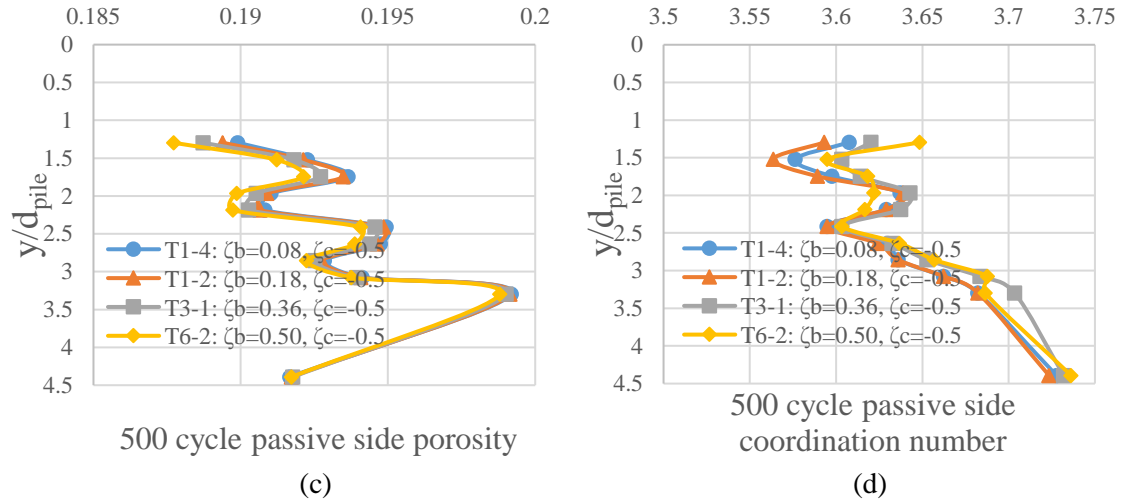 0.185 0.19 0.195 0.2
0
0.5
1
1.5
2
2.5
3
3.5
4
4.5
y/dpile
T1-4: ζb=0.08, ζc=-0.5
T1-2: ζb=0.18, ζc=-0.5
T3-1: ζb=0.36, ζc=-0.5
T6-2: ζb=0.50, ζc=-0.5
500 cycle passive side porosity
(c)
3.5 3.55 3.6 3.65 3.7 3.75
0
0.5
1
1.5
2
2.5
3
3.5
4
4.5
y/dpile
T1-4: ζb=0.08, ζc=-0.5
T1-2: ζb=0.18, ζc=-0.5
T3-1: ζb=0.36, ζc=-0.5
T6-2: ζb=0.50, ζc=-0.5
500 cycle passive side
coordination number
(d)